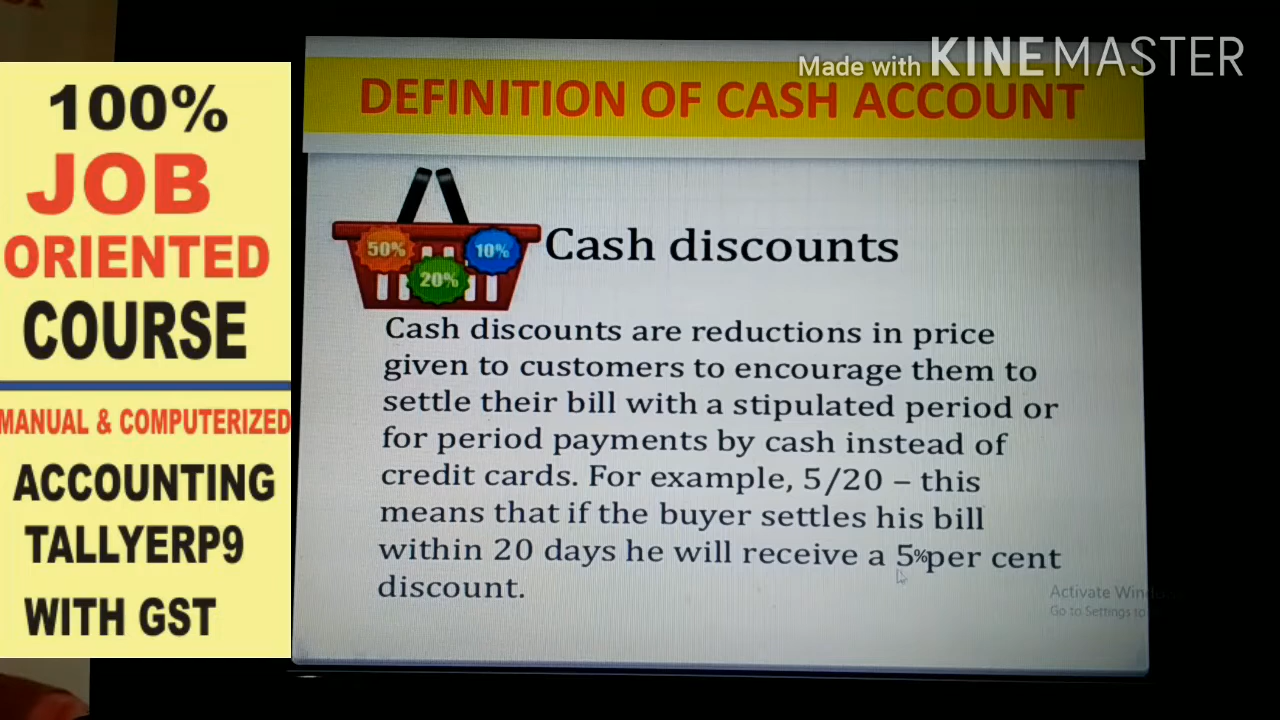 Made with KINEMASTER
100%
JOB
ORIENTED
COURSE
MANUAL & COMPUTERIZED
ACCOUNTING
TALLYERP9
WITH GST
DEFINITION OF CASH ACCOUNT
50%
10%
20%
Cash discounts
Cash discounts are reductions in price
given to customers to encourage them to
settle their bill with a stipulated period or
for period payments by cash instead of
credit cards. For example, 5/20 – this
means that if the buyer settles his bill
within 20 days he will receive a 5% per cent
discount.
Activate Wind
Go to Settings to